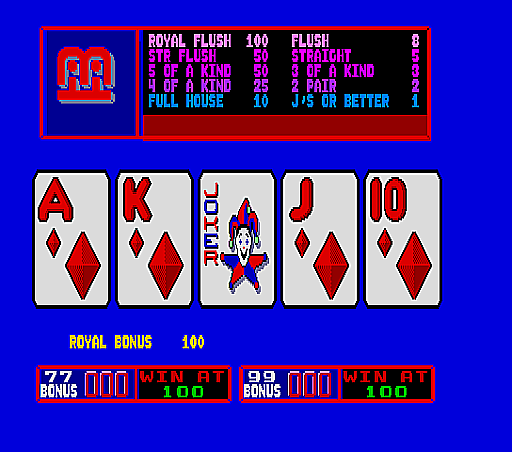 ROYAL FLUSH 100 FLUSH 8
STR FLUSH 50 STRAIGHT 5
5 OF A KIND 50 3 OF A KIND 3
4 OF A KIND 25 2 PAIR 2
FULL HOUSE 10 J'S OR BETTER 1
A K JOKER J 10
ROYAL BONUS 100
77 BONUS 000 WIN AT 100 99 BONUS 000 WIN AT 100